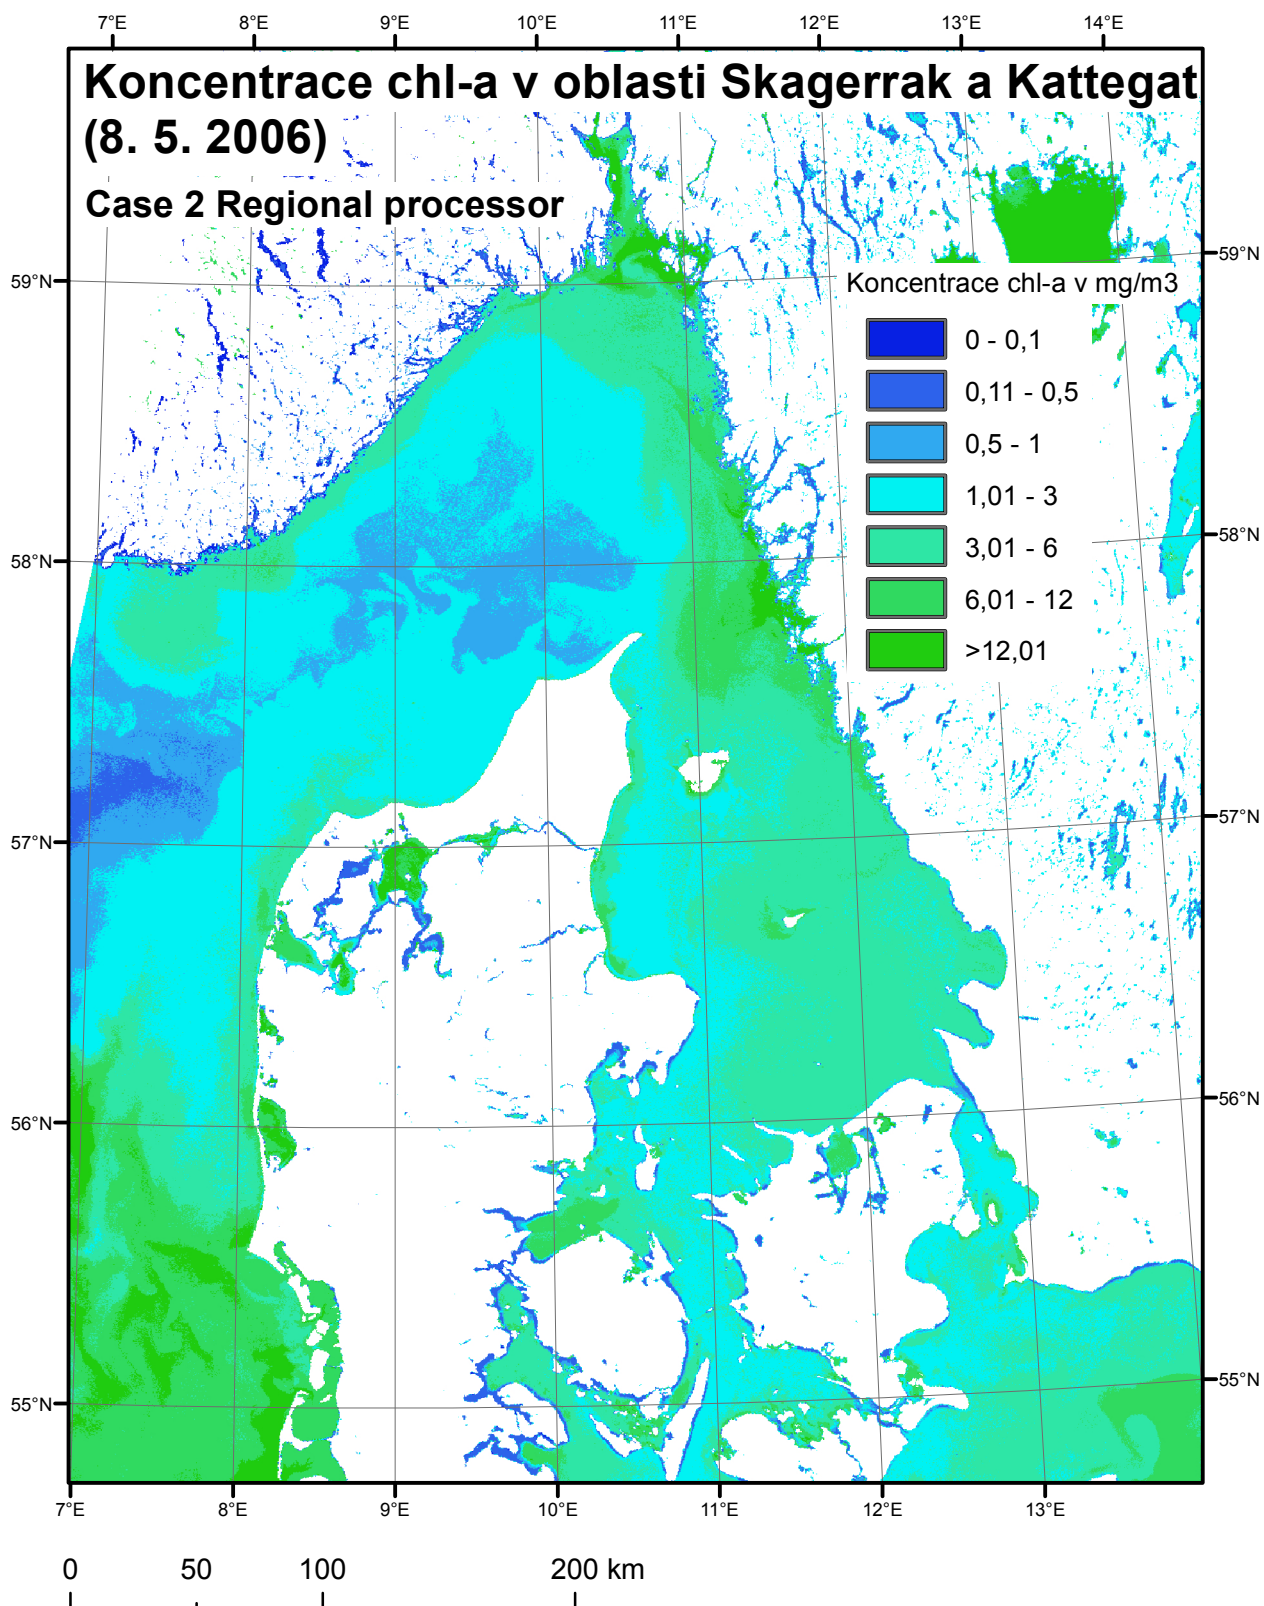 7°E 8°E 9°E 10°E 11°E 12°E 13°E 14°E
Koncentrace chl-a v oblasti Skagerrak a Kattegat
(8. 5. 2006)
Case 2 Regional processor
59°N 59°N
Koncentrace chl-a v mg/m3
0 - 0,1
0,11 - 0,5
0,5 - 1
1,01 - 3
3,01 - 6
6,01 - 12
>12,01
58°N 58°N
57°N 57°N
56°N 56°N
55°N 55°N
7°E 8°E 9°E 10°E 11°E 12°E 13°E
0 50 100 200 km